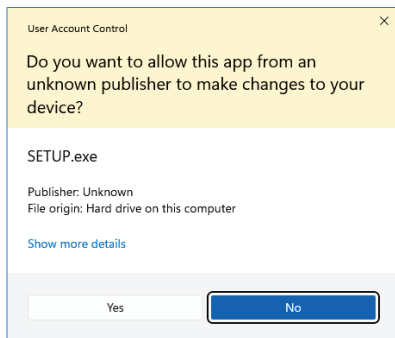 User Account Control
Do you want to allow this app from an
unknown publisher to make changes to your
device?
SETUP.exe
Publisher: Unknown
File origin: Hard drive on this computer
Show more details
Yes
No